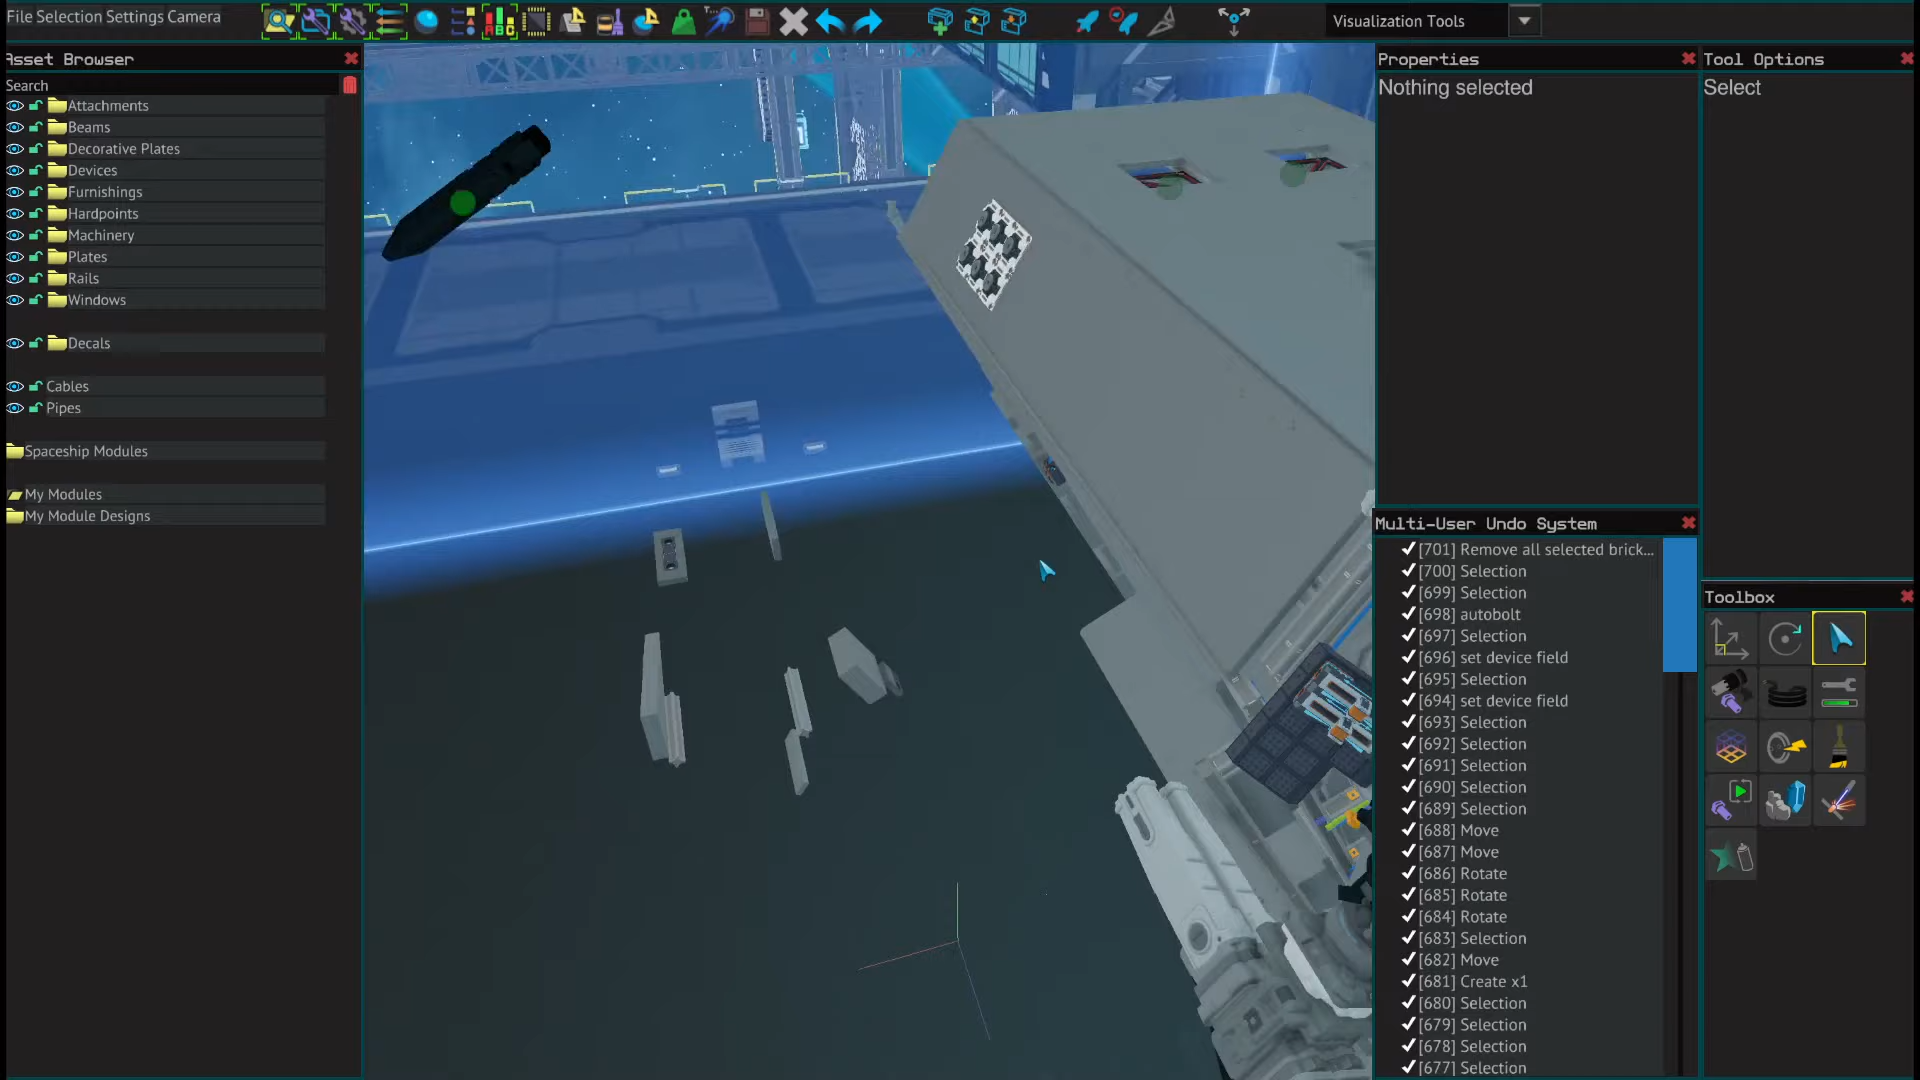 File Selection Settings Camera
Visualization Tools
Asset Browser
Search
Attachments
Beams
Decorative Plates
Devices
Furnishings
Hardpoints
Machinery
Plates
Rails
Windows
Decals
Cables
Pipes
Spaceship Modules
My Modules
My Module Designs
Properties
Nothing selected
Tool Options
Select
Multi-User Undo System
[701] Remove all selected brick...
[700] Selection
[699] Selection
[698] autobolt
[697] Selection
[696] set device field
[695] Selection
[694] set device field
[693] Selection
[692] Selection
[691] Selection
[690] Selection
[689] Selection
[688] Move
[687] Move
[686] Rotate
[685] Rotate
[684] Rotate
[683] Selection
[682] Move
[681] Create x1
[680] Selection
[679] Selection
[678] Selection
[677] Selection
Toolbox